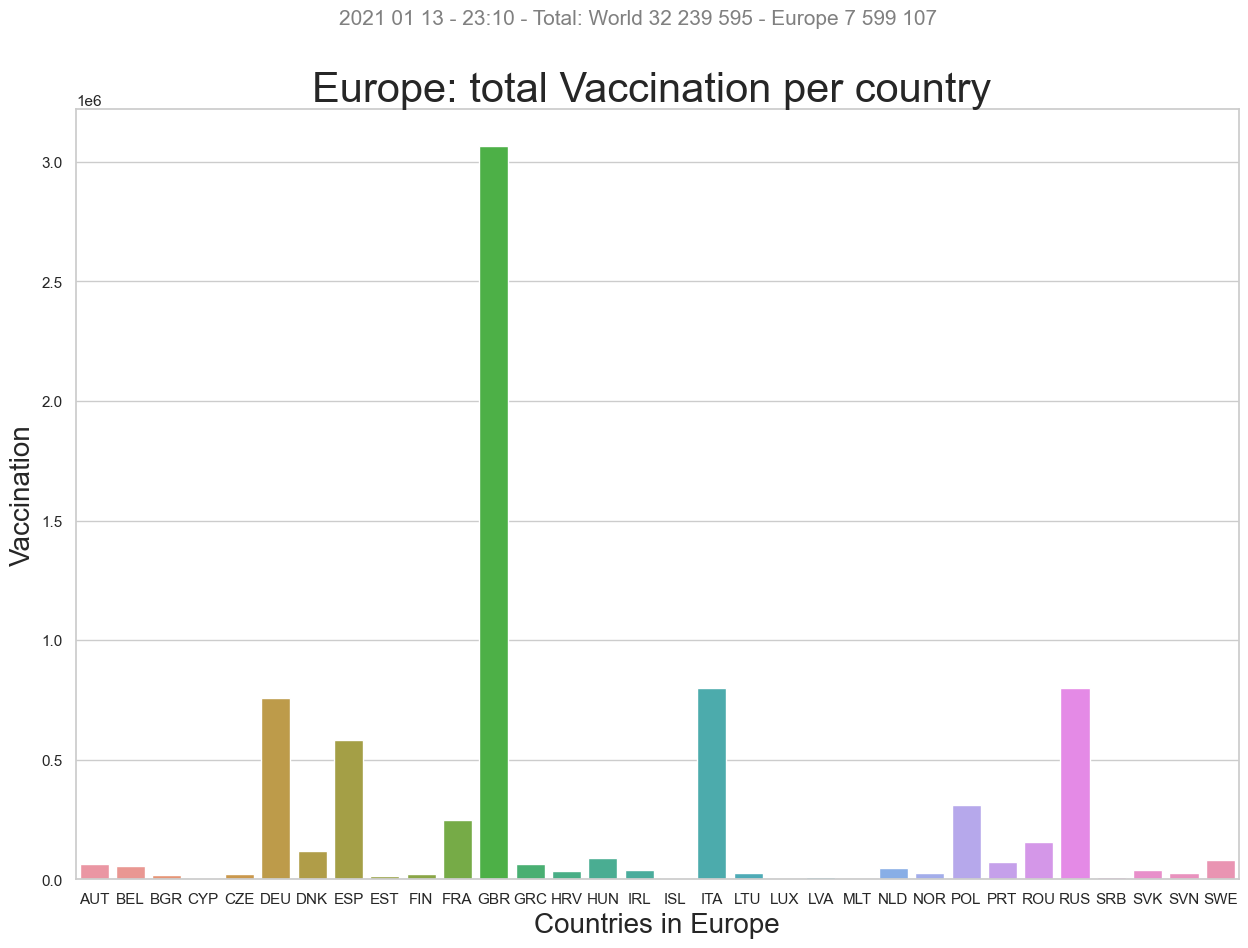 2021 01 13 - 23:10 - Total: World 32 239 595 - Europe 7 599 107
Europe: total Vaccination per country
1e6
3.0
2.5
2.0
1.5
1.0
0.5
0.0
Vaccination
AUT BEL BGR CYP CZE DEU DNK ESP EST FIN FRA GBR GRC HRV HUN IRL ISL ITA LTU LUX LVA MLT NLD NOR POL PRT ROU RUS SRB SVK SVN SWE
Countries in Europe